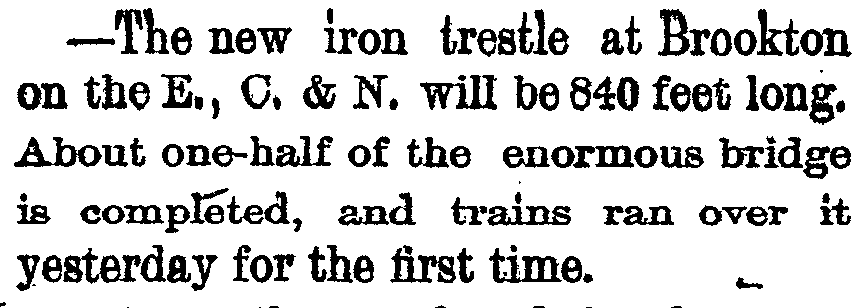 —The new iron trestle at Brookton
on the E., C. & N. will be 840 feet long.
About one-half of the enormous bridge
is completed, and trains ran over it
yesterday for the first time.